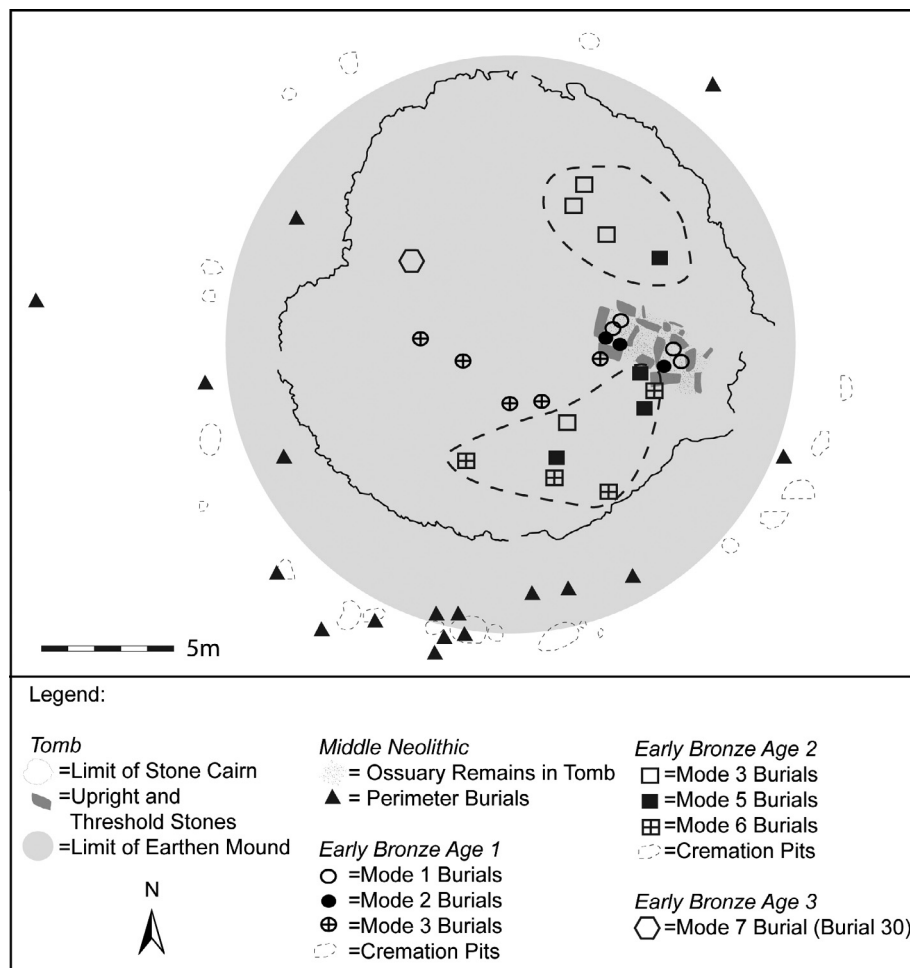 5m
Legend:
Tomb
=Limit of Stone Cairn
=Upright and
Threshold Stones
=Limit of Earthen Mound
N
Middle Neolithic
= Ossuary Remains in Tomb
= Perimeter Burials
Early Bronze Age 1
=Mode 1 Burials
=Mode 2 Burials
=Mode 3 Burials
=Cremation Pits
Early Bronze Age 2
=Mode 3 Burials
=Mode 5 Burials
=Mode 6 Burials
=Cremation Pits
Early Bronze Age 3
=Mode 7 Burial (Burial 30)